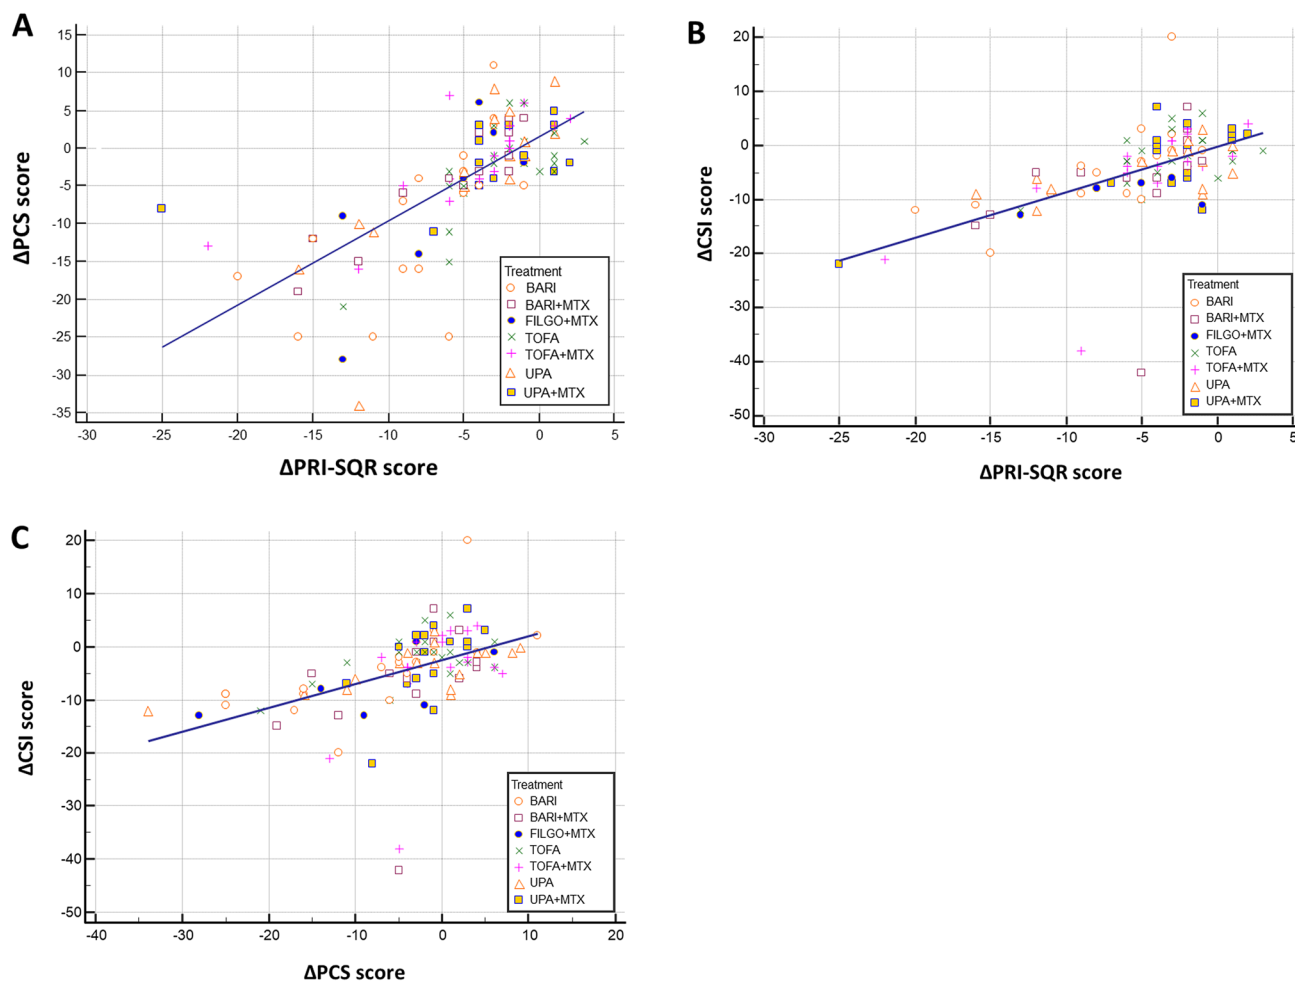 A
ΔPCS score
15
10
5
0
-5
-10
-15
-20
-25
-30
-35
-30
-25
-20
-15
-10
-5
0
5
ΔPRI-SQR score
Treatment
BARI
BARI+MTX
FILGO+MTX
TOFA
TOFA+MTX
UPA
UPA+MTX
B
ΔCSI score
20
10
0
-10
-20
-30
-40
-50
-30
-25
-20
-15
-10
-5
0
5
ΔPRI-SQR score
Treatment
BARI
BARI+MTX
FILGO+MTX
TOFA
TOFA+MTX
UPA
UPA+MTX
C
ΔCSI score
20
10
0
-10
-20
-30
-40
-50
-40
-30
-20
-10
0
10
20
ΔPCS score
Treatment
BARI
BARI+MTX
FILGO+MTX
TOFA
TOFA+MTX
UPA
UPA+MTX